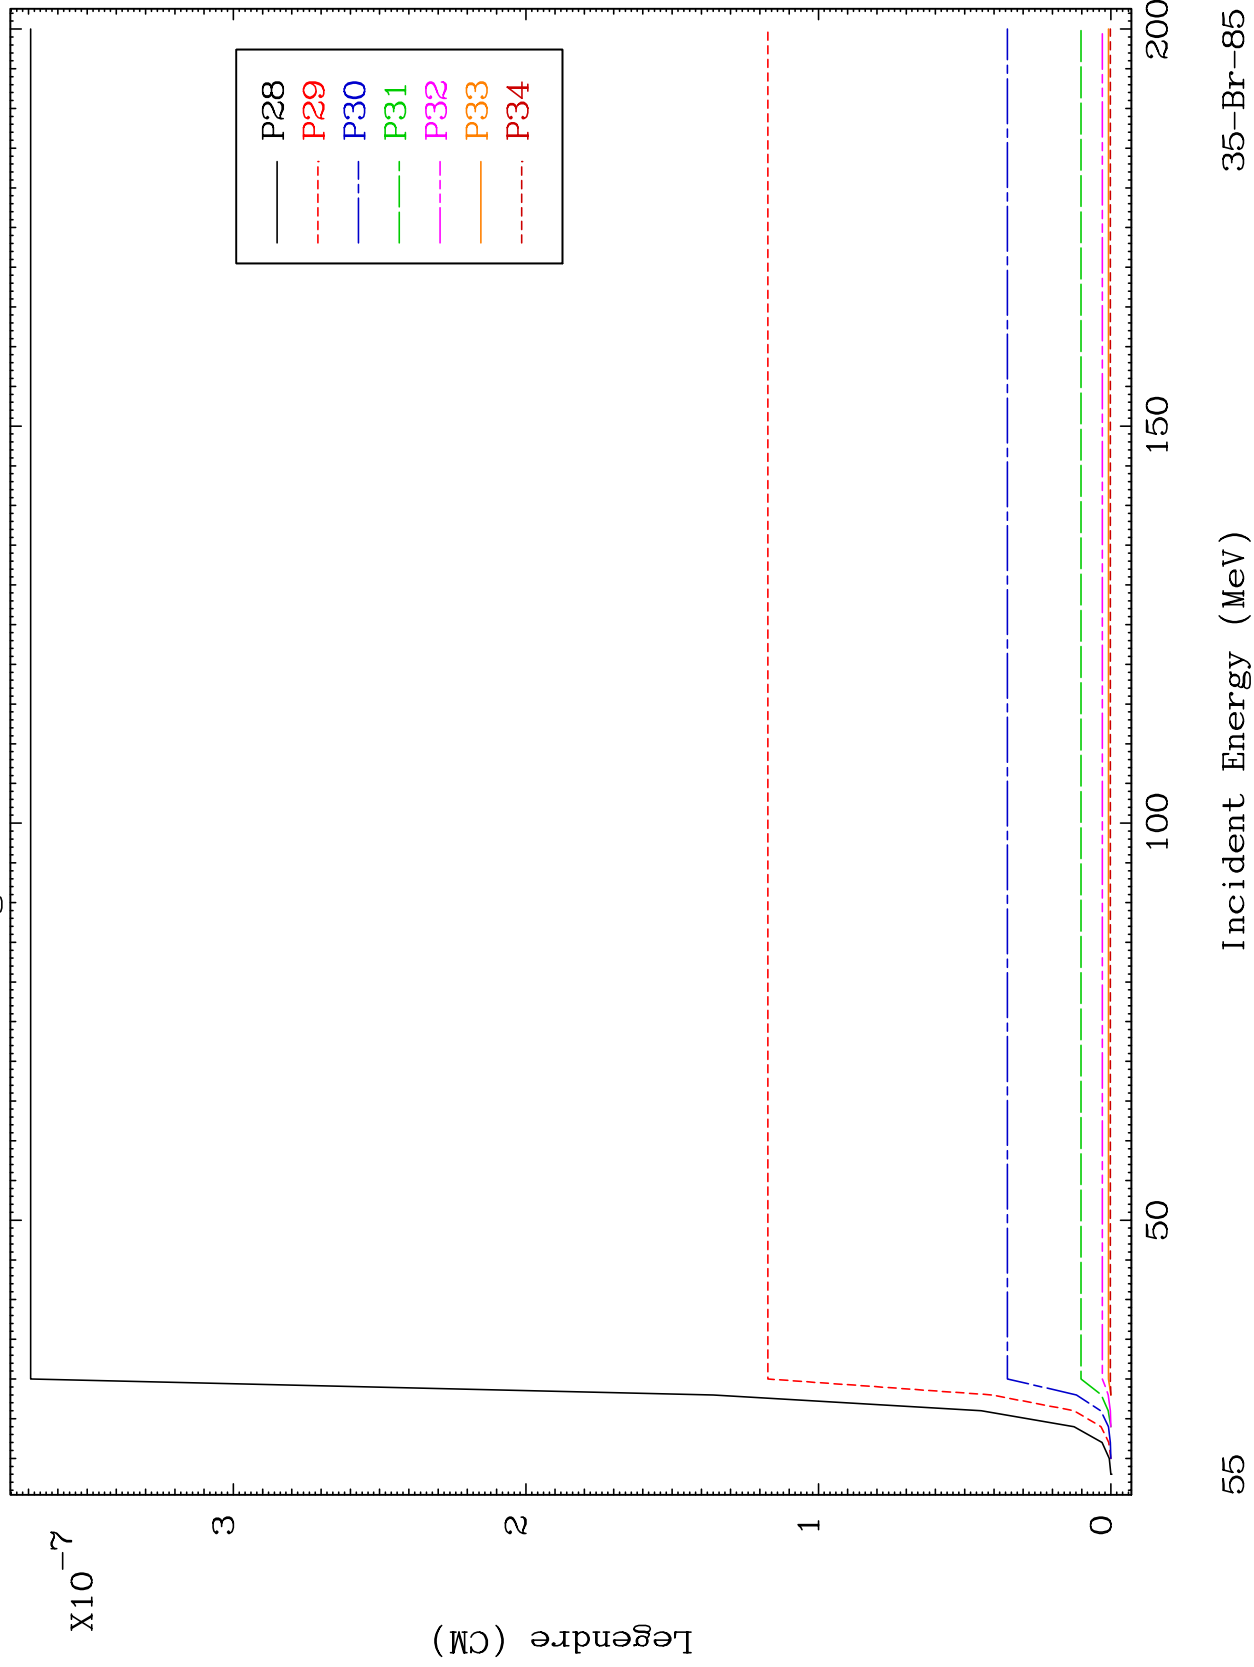 X10-7
Legendre (CM)
3
2
1
0
P28
P29
P30
P31
P32
P33
P34
50
100
150
200
Incident Energy (MeV)
55
35-Br-85